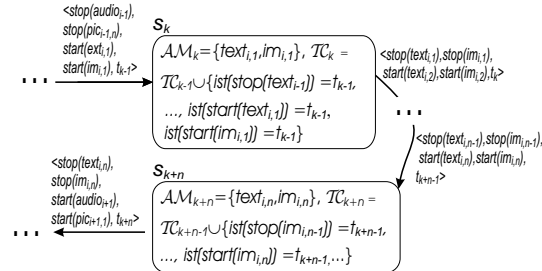 <stop(audio_{i-1}),
stop(pic_{i-1,n}),
start(ext_{i,1}),
start(im_{i,1}), t_{k-1}>
...
s_k
AM_k={text_{i,1},im_{i,1}}, TC_k =
TC_{k-1}∪{ist(stop(text_{i-1})) =t_{k-1},
..., ist(start(text_{i,1})) =t_{k-1},
ist(start(im_{i,1}) =t_{k-1}}
<stop(text_{i,1}),stop(im_{i,1}),
start(text_{i,2}),start(im_{i,2}),t_k>
...
<stop(text_{i,n-1}),stop(im_{i,n-1}),
start(text_{i,n}),start(im_{i,n}),
t_{k+n-1}>
s_{k+n}
AM_{k+n}={text_{i,n},im_{i,n}}, TC_{k+n} =
TC_{k+n-1}∪{ist(stop(im_{i,n-1}) =t_{k+n-1},
..., ist(start(im_{i,n}) =t_{k+n-1},...}
<stop(text_{i,n}),
stop(im_{i,n}),
start(audio_{i+1}),
start(pic_{i+1,1}), t_{k+n}>
...